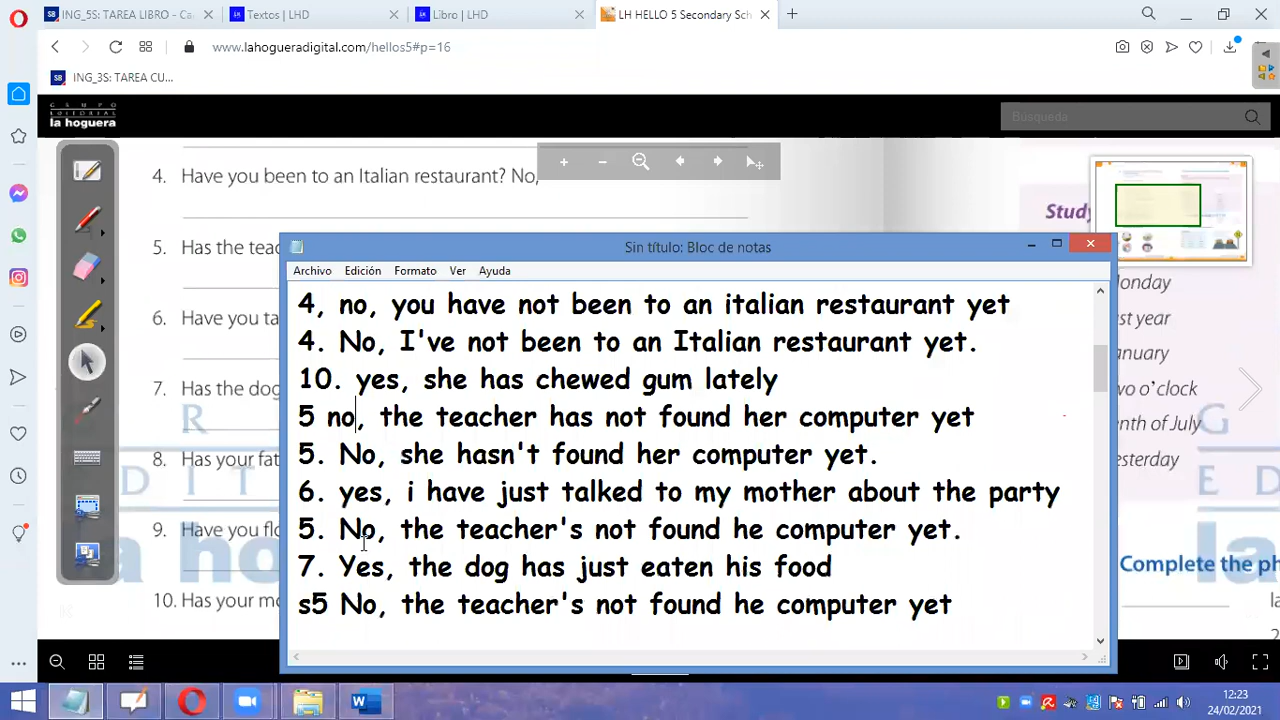 ING_5S: TAREA LIBRO - Ca
Textos | LHD
Libro | LHD
LH HELLO 5 Secondary Sch
www.lahogueradigital.com/hellos5#p=16
ING_3S: TAREA CU...
GRUPO
EDITORIAL
la hoguera
Búsqueda
4. Have you been to an Italian restaurant? No,
5. Has the teac
6. Have you ta
7. Has the dog
8. Has your fat
9. Have you flo
10. Has your mo
Study
onday
ast year
anuary
wo o'clock
onth of July
esterday
Complete the ph
Sin título: Bloc de notas
Archivo Edición Formato Ver Ayuda
4, no, you have not been to an italian restaurant yet
4. No, I've not been to an Italian restaurant yet.
10. yes, she has chewed gum lately
5 no, the teacher has not found her computer yet
5. No, she hasn't found her computer yet.
6. yes, i have just talked to my mother about the party
5. No, the teacher's not found he computer yet.
7. Yes, the dog has just eaten his food
s5 No, the teacher's not found he computer yet
12:23
24/02/2021